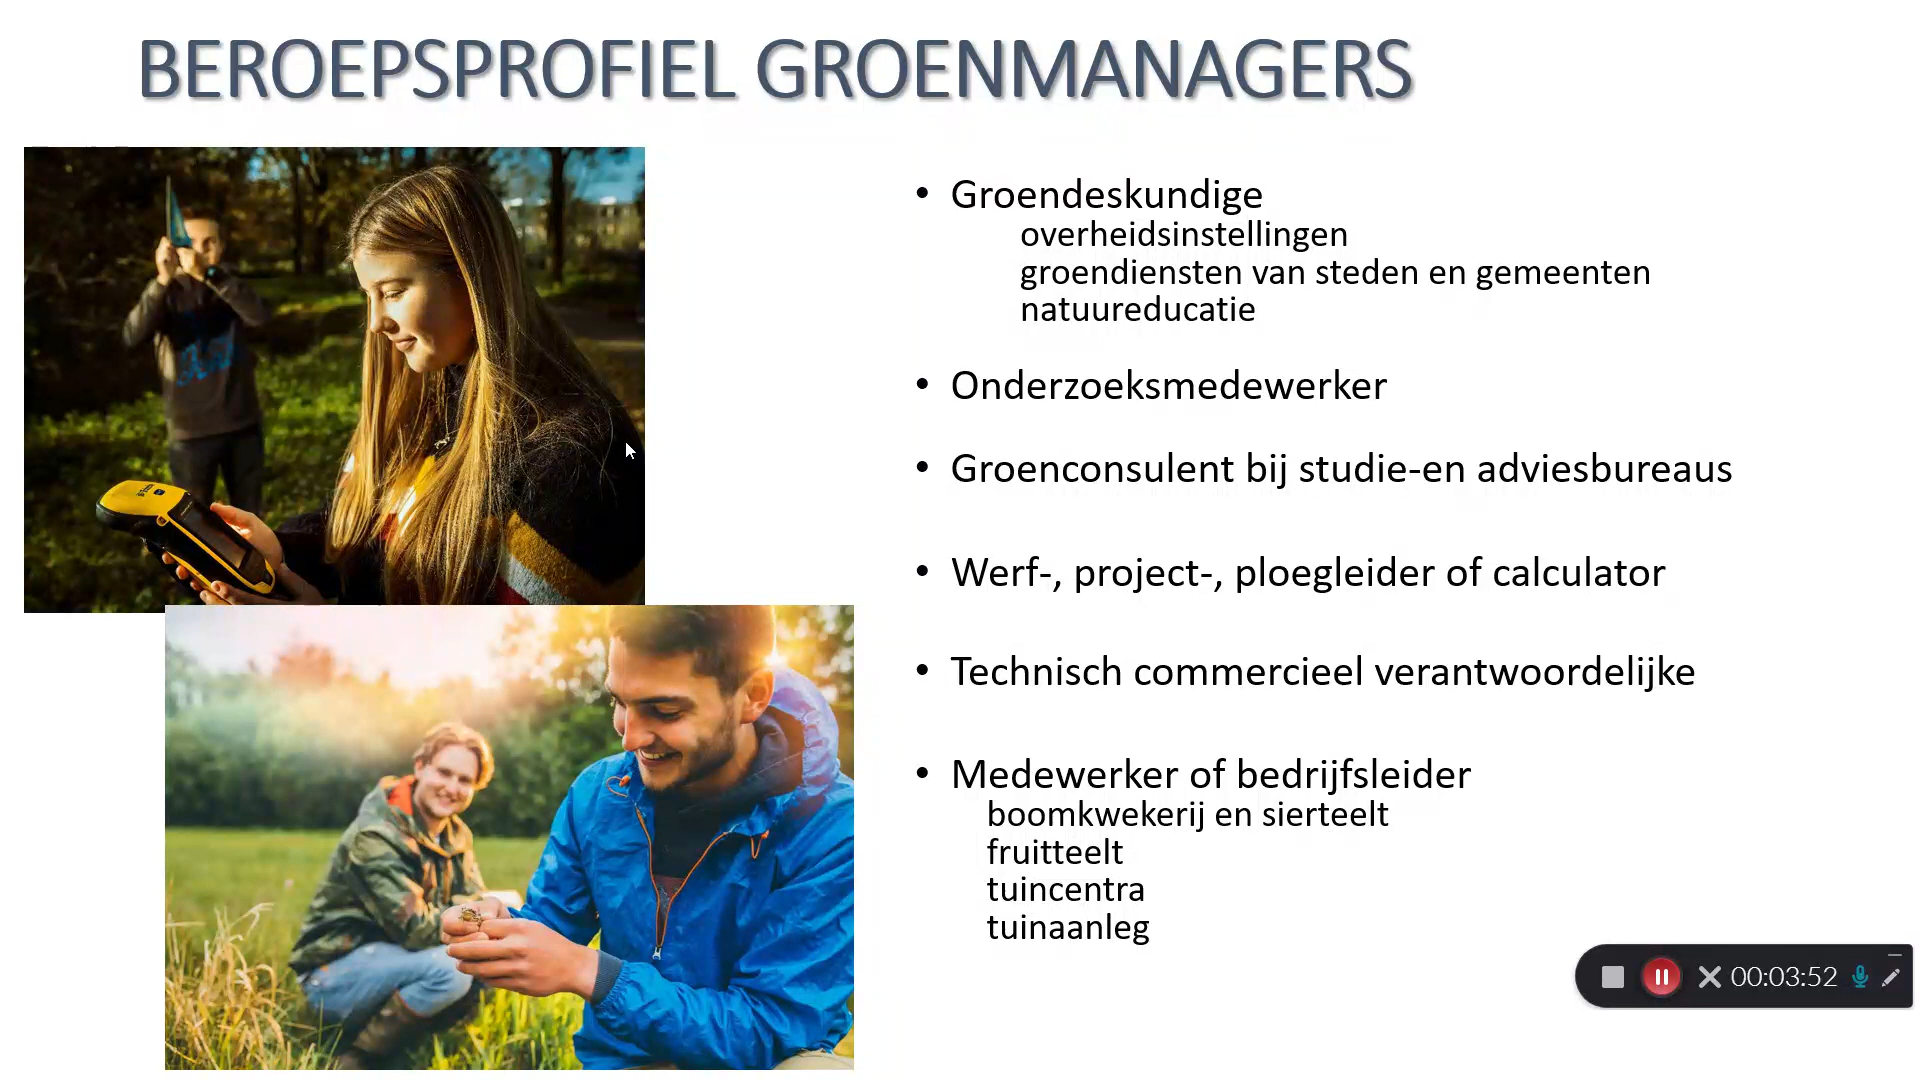 BEROEPSPROFIEL GROENMANAGERS
• Groendeskundige
overheidsinstellingen
groendiensten van steden en gemeenten
natuureducatie
• Onderzoeksmedewerker
• Groenconsulent bij studie-en adviesbureaus
• Werf-, project-, ploegleider of calculator
• Technisch commercieel verantwoordelijke
• Medewerker of bedrijfsleider
boomkwekerij en sierteelt
fruitteelt
tuincentra
tuinaanleg
00:03:52